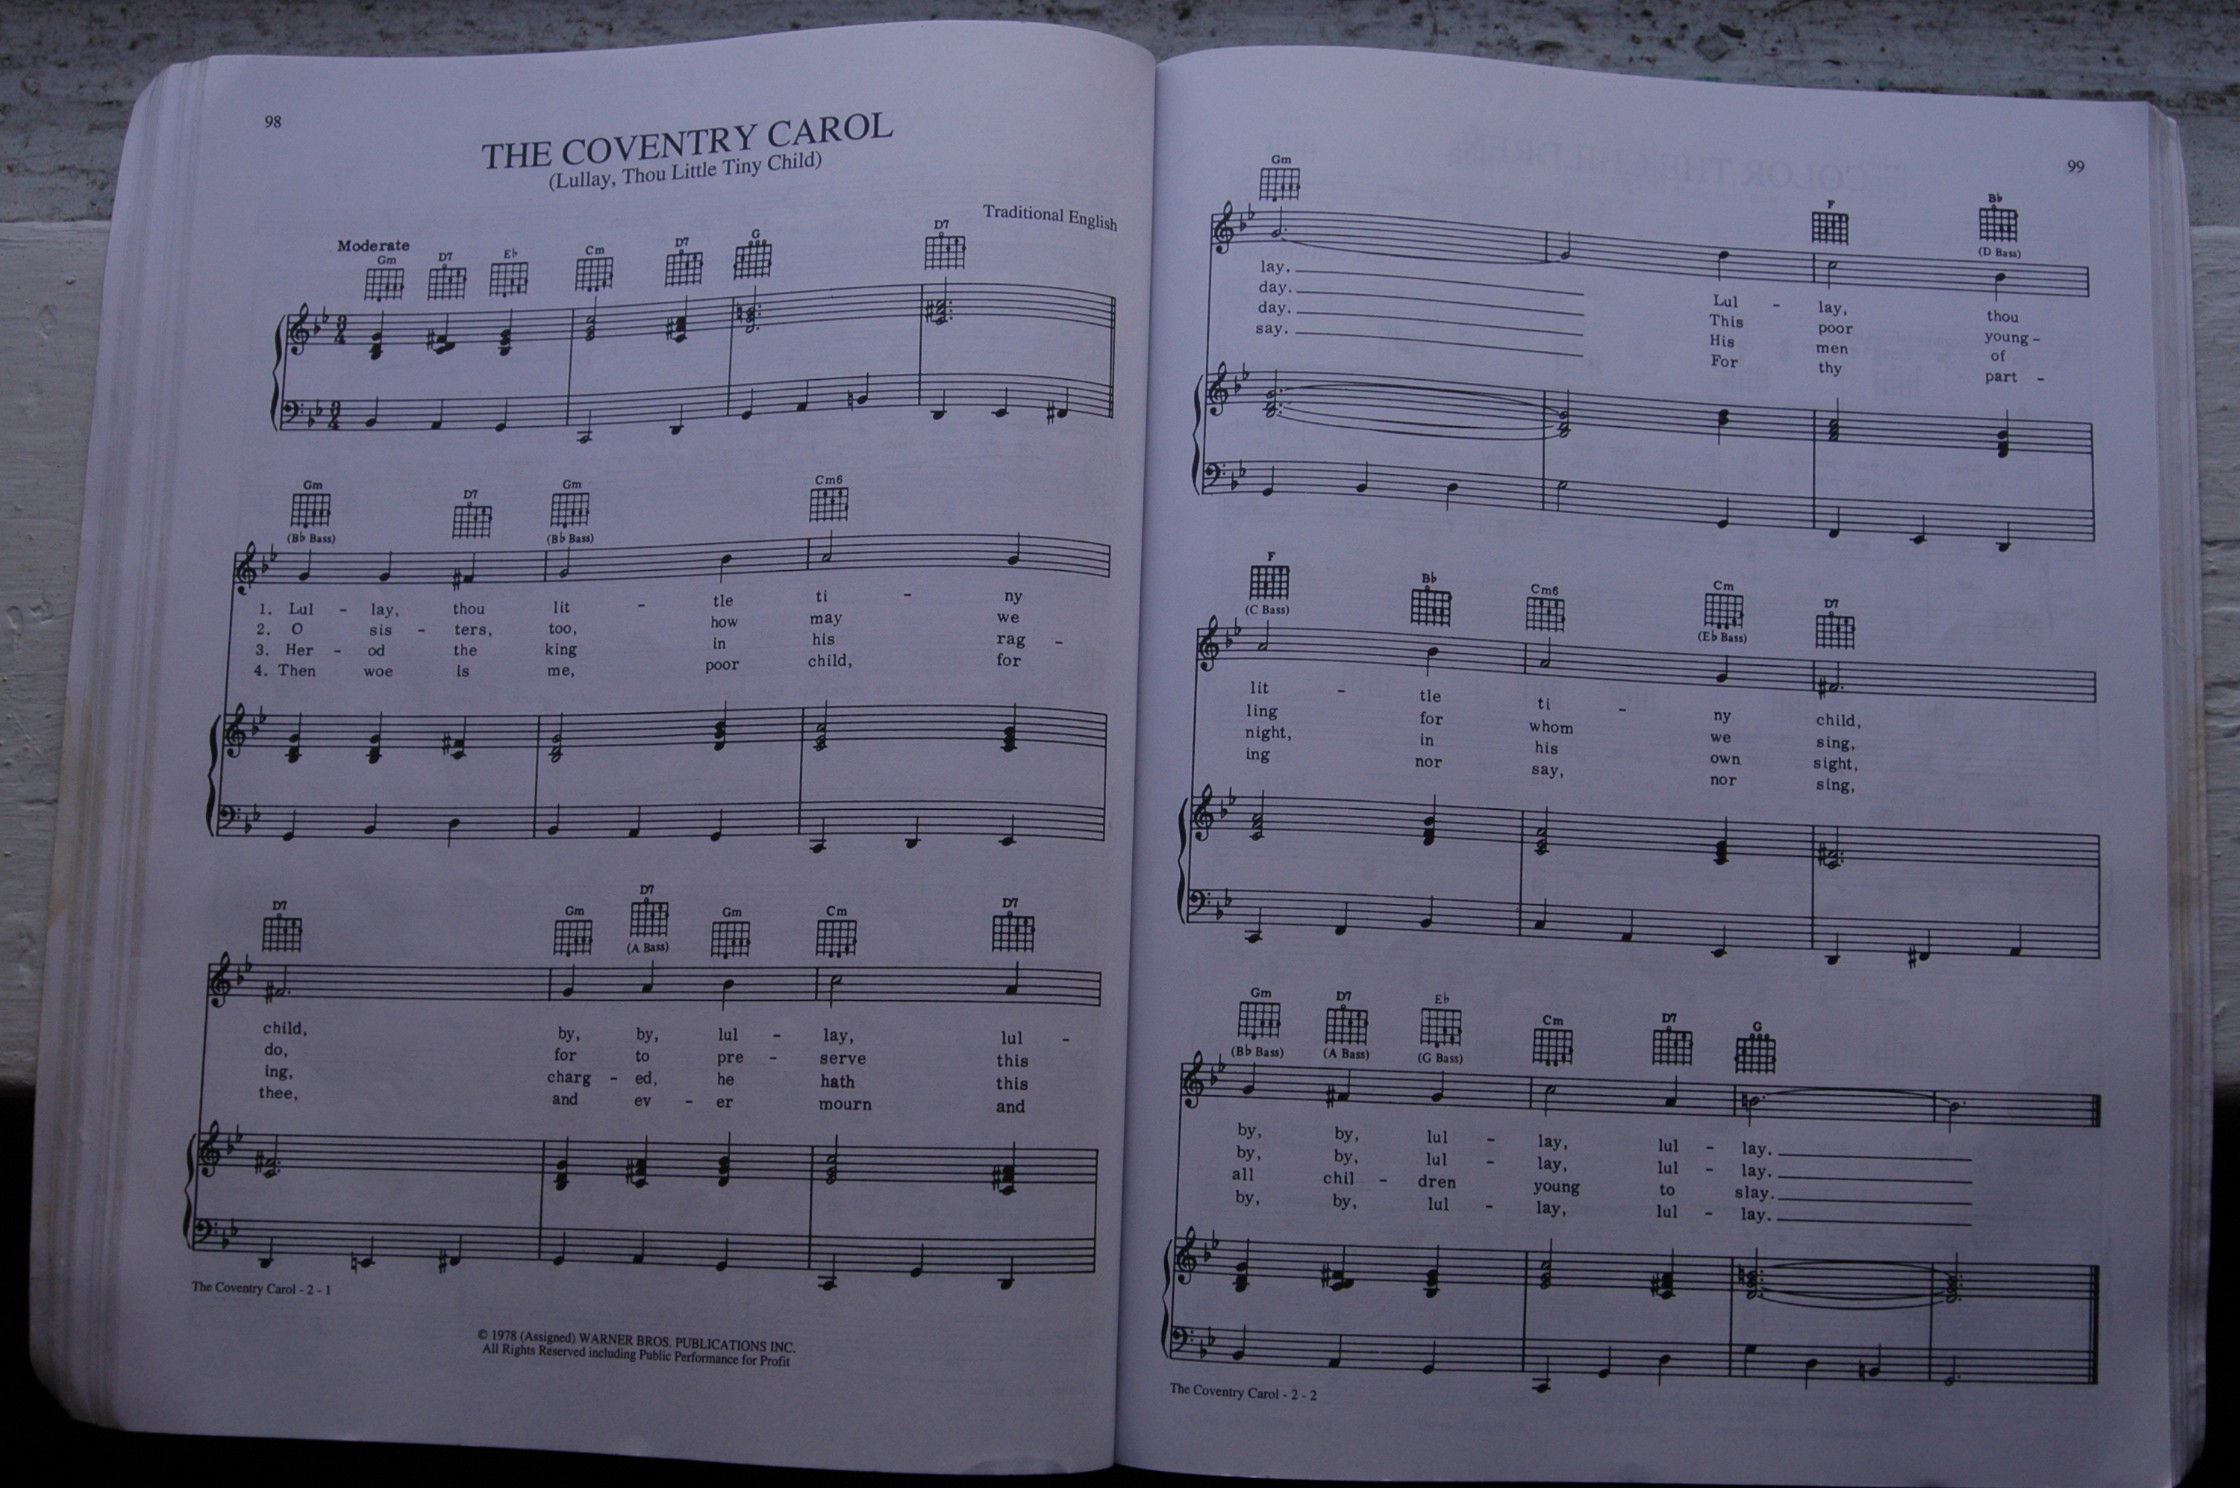 98
THE COVENTRY CAROL
(Lullay, Thou Little Tiny Child)
Traditional English
Moderate
Gm D7 E♭ Cm D7 G D7
3 4
3 4
Gm D7 Gm Cm6
(B♭ Bass) (B♭ Bass)
1. Lul - lay, thou lit - tle ti - ny
2. O sis - ters, too, how may we
3. Her - od the king in his rag -
4. Then woe is me, poor child, for
D7 Gm D7 Gm Cm D7
(A Bass)
child, by, by, lul - lay, lul -
do, for to pre - serve this
ing, charg - ed, he hath this
thee, and ev - er mourn and
The Coventry Carol - 2 - 1
© 1978 (Assigned) WARNER BROS. PUBLICATIONS INC.
All Rights Reserved including Public Performance for Profit
99
Gm F B♭
(D Bass)
lay. Lul - lay, thou
day. This poor young -
day. His men of
say. For thy part -
F B♭ Cm6 Cm D7
(C Bass) (E♭ Bass)
lit - tle ti - ny child,
ling for whom we sing,
night, in his own sight,
ing nor say, nor sing,
Gm D7 E♭ Cm D7 G
(B♭ Bass) (A Bass) (G Bass)
by, by, lul - lay, lul - lay.
by, by, lul - lay, lul - lay.
all chil - dren young to slay.
by, by, lul - lay, lul - lay.
The Coventry Carol - 2 - 2